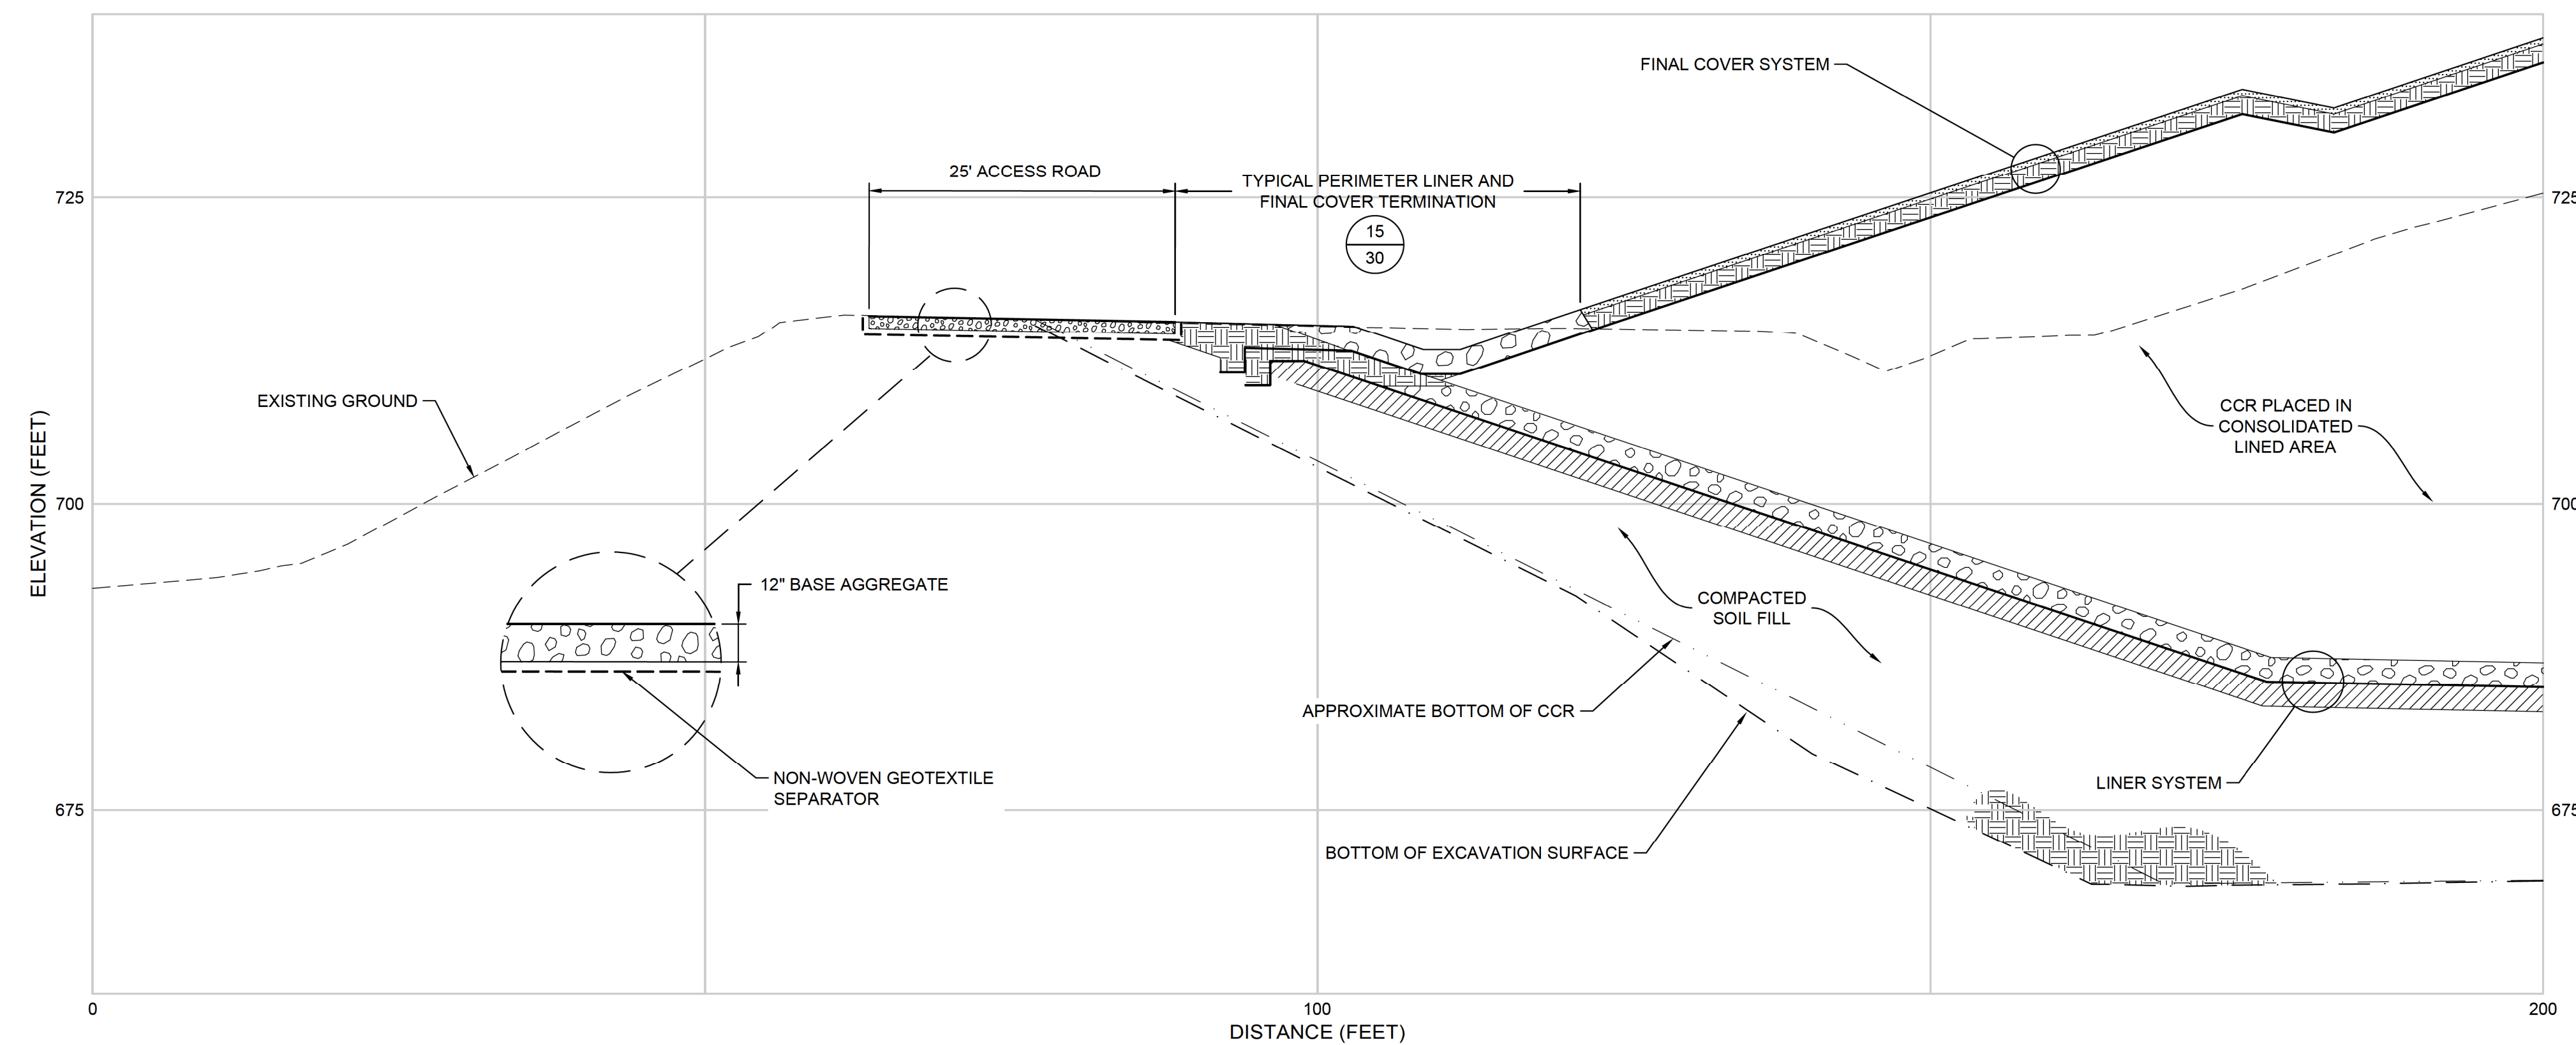 FINAL COVER SYSTEM
25' ACCESS ROAD
TYPICAL PERIMETER LINER AND
FINAL COVER TERMINATION
15
30
725
725
EXISTING GROUND
CCR PLACED IN
CONSOLIDATED
LINED AREA
ELEVATION (FEET)
700
700
12" BASE AGGREGATE
COMPACTED
SOIL FILL
APPROXIMATE BOTTOM OF CCR
NON-WOVEN GEOTEXTILE
SEPARATOR
LINER SYSTEM
675
675
BOTTOM OF EXCAVATION SURFACE
0
100
200
DISTANCE (FEET)